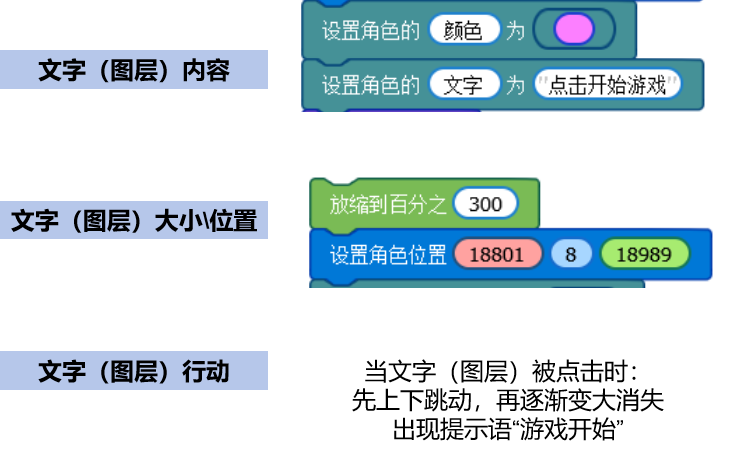 设置角色的 颜色 为
文字（图层）内容
设置角色的 文字 为 "点击开始游戏"
放缩到百分之 300
文字（图层）大小\位置
设置角色位置 18801 8 18989
文字（图层）行动
当文字（图层）被点击时：
先上下跳动，再逐渐变大消失
出现提示语“游戏开始”